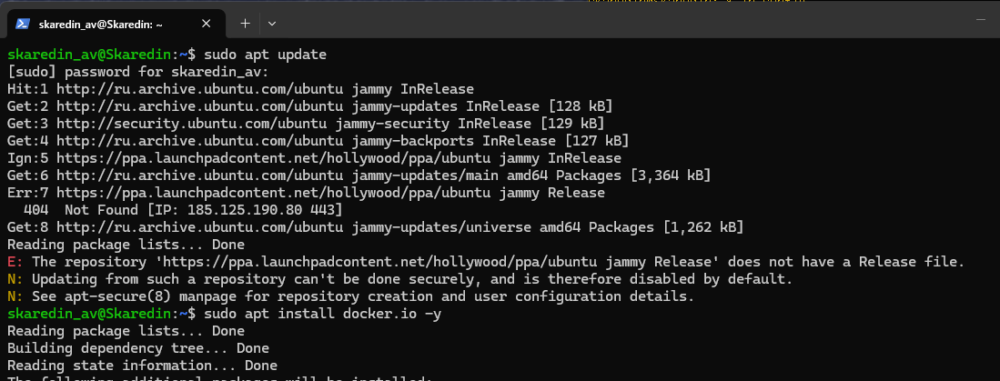 skaredin_av@Skaredin: ~
skaredin_av@Skaredin:~$ sudo apt update
[sudo] password for skaredin_av:
Hit:1 http://ru.archive.ubuntu.com/ubuntu jammy InRelease
Get:2 http://ru.archive.ubuntu.com/ubuntu jammy-updates InRelease [128 kB]
Get:3 http://security.ubuntu.com/ubuntu jammy-security InRelease [129 kB]
Get:4 http://ru.archive.ubuntu.com/ubuntu jammy-backports InRelease [127 kB]
Ign:5 https://ppa.launchpadcontent.net/hollywood/ppa/ubuntu jammy InRelease
Get:6 http://ru.archive.ubuntu.com/ubuntu jammy-updates/main amd64 Packages [3,364 kB]
Err:7 https://ppa.launchpadcontent.net/hollywood/ppa/ubuntu jammy Release
  404  Not Found [IP: 185.125.190.80 443]
Get:8 http://ru.archive.ubuntu.com/ubuntu jammy-updates/universe amd64 Packages [1,262 kB]
Reading package lists... Done
E: The repository 'https://ppa.launchpadcontent.net/hollywood/ppa/ubuntu jammy Release' does not have a Release file.
N: Updating from such a repository can't be done securely, and is therefore disabled by default.
N: See apt-secure(8) manpage for repository creation and user configuration details.
skaredin_av@Skaredin:~$ sudo apt install docker.io -y
Reading package lists... Done
Building dependency tree... Done
Reading state information... Done
The following additional packages will be installed: